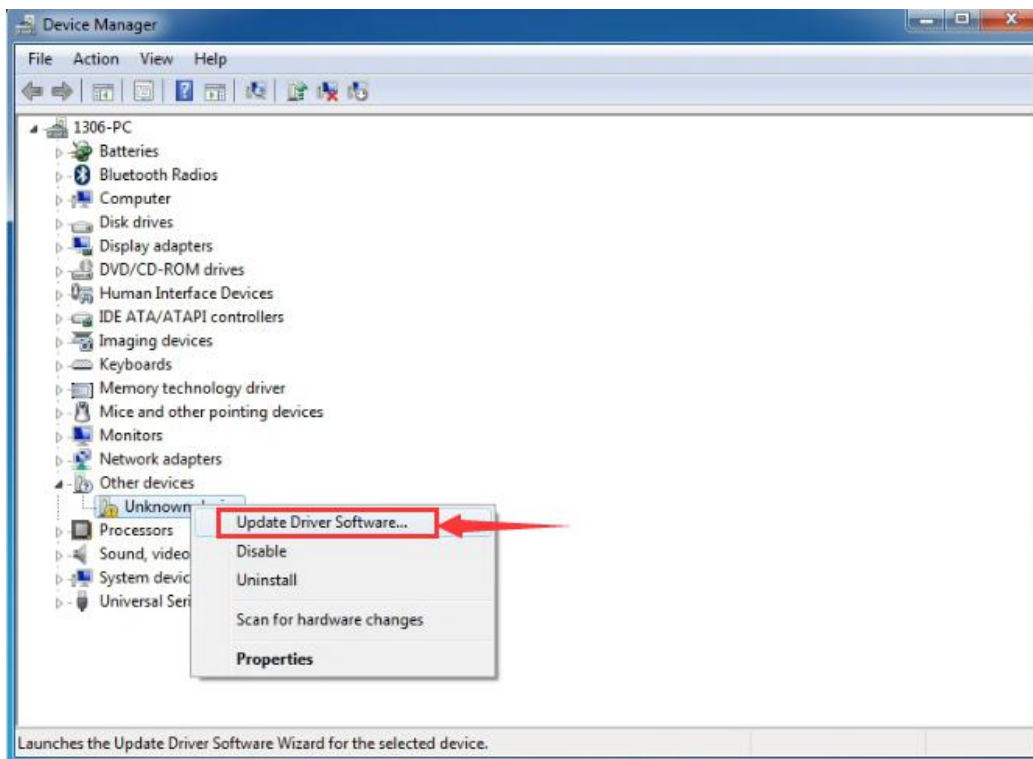 Device Manager
File Action View Help
1306-PC
Batteries
Bluetooth Radios
Computer
Disk drives
Display adapters
DVD/CD-ROM drives
Human Interface Devices
IDE ATA/ATAPI controllers
Imaging devices
Keyboards
Memory technology driver
Mice and other pointing devices
Monitors
Network adapters
Other devices
Unknown
Update Driver Software...
Processors
Disable
Sound, video
System devic
Uninstall
Universal Seri
Scan for hardware changes
Properties
Launches the Update Driver Software Wizard for the selected device.